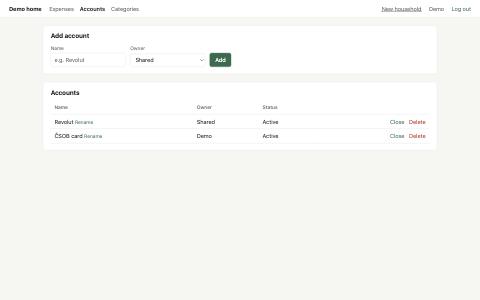 Demo home Expenses Accounts Categories New household Demo Log out
Add account
Name Owner
e.g. Revolut Shared Add
Accounts
Name Owner Status
Revolut Rename Shared Active Close Delete
ČSOB card Rename Demo Active Close Delete